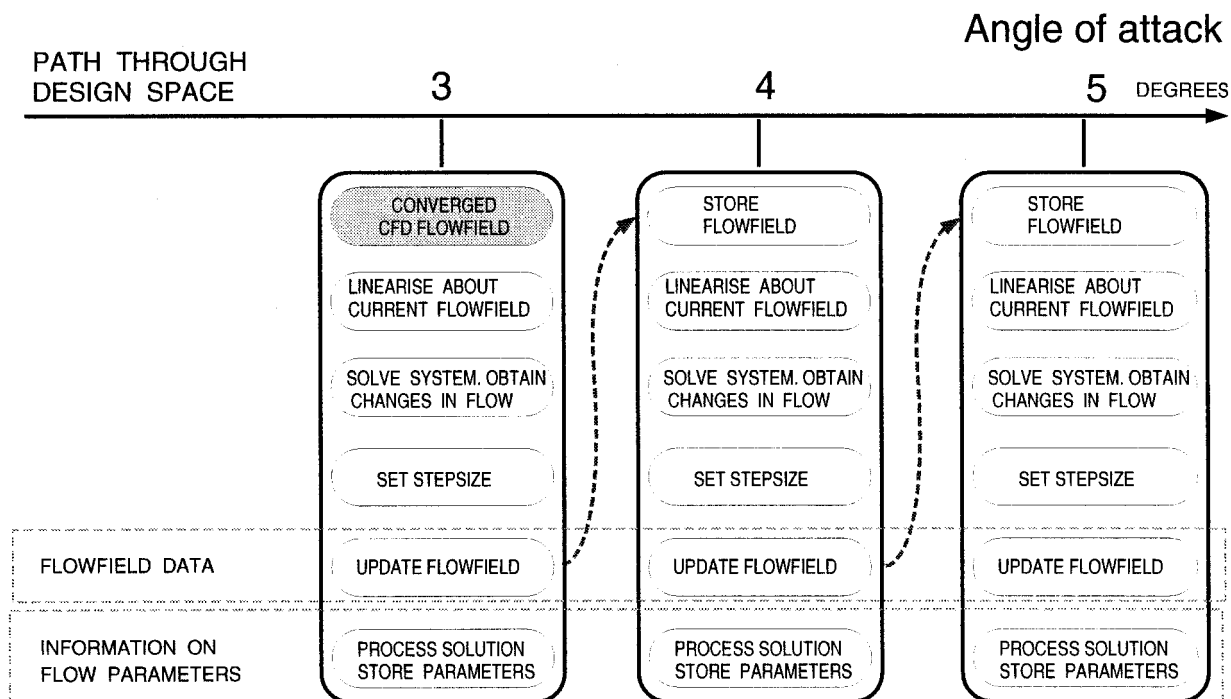 Angle of attack
PATH THROUGH
DESIGN SPACE
3
4
5
DEGREES
CONVERGED
CFD FLOWFIELD
LINEARISE ABOUT
CURRENT FLOWFIELD
SOLVE SYSTEM. OBTAIN
CHANGES IN FLOW
SET STEPSIZE
UPDATE FLOWFIELD
PROCESS SOLUTION
STORE PARAMETERS
STORE
FLOWFIELD
LINEARISE ABOUT
CURRENT FLOWFIELD
SOLVE SYSTEM. OBTAIN
CHANGES IN FLOW
SET STEPSIZE
UPDATE FLOWFIELD
PROCESS SOLUTION
STORE PARAMETERS
STORE
FLOWFIELD
LINEARISE ABOUT
CURRENT FLOWFIELD
SOLVE SYSTEM. OBTAIN
CHANGES IN FLOW
SET STEPSIZE
UPDATE FLOWFIELD
PROCESS SOLUTION
STORE PARAMETERS
FLOWFIELD DATA
INFORMATION ON
FLOW PARAMETERS